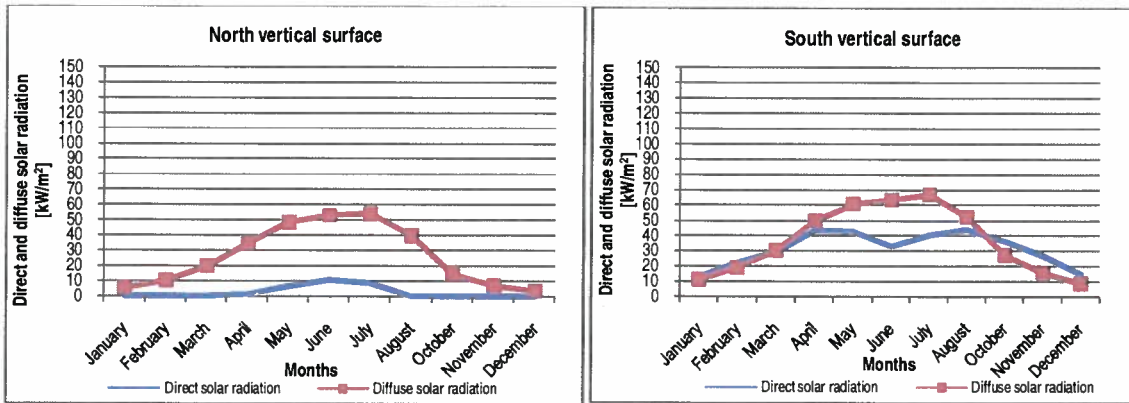 North vertical surface
Direct and diffuse solar radiation
[kW/m²]
150
140
130
120
110
100
90
80
70
60
50
40
30
20
10
0
January
February
March
April
May
June
July
August
October
November
December
Months
Direct solar radiation
Diffuse solar radiation
South vertical surface
Direct and diffuse solar radiation
[kW/m²]
150
140
130
120
110
100
90
80
70
60
50
40
30
20
10
0
January
February
March
April
May
June
July
August
October
November
December
Months
Direct solar radiation
Diffuse solar radiation